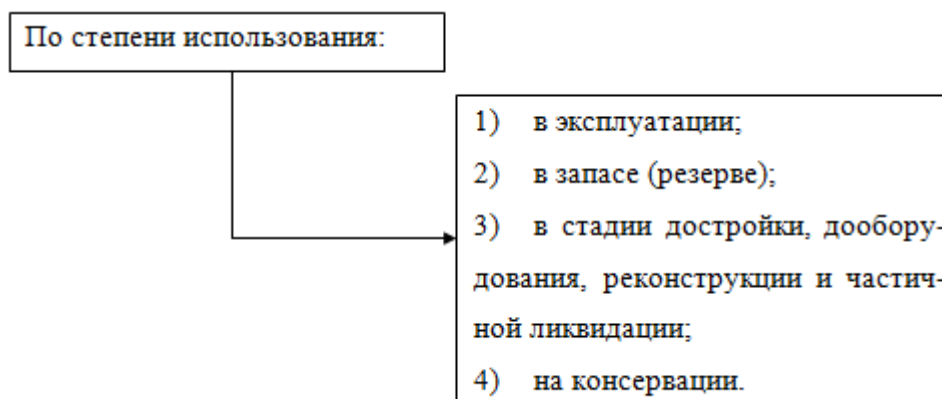 По степени использования:
1) в эксплуатации;
2) в запасе (резерве);
3) в стадии достройки, дообору-
дования, реконструкции и частич-
ной ликвидации;
4) на консервации.